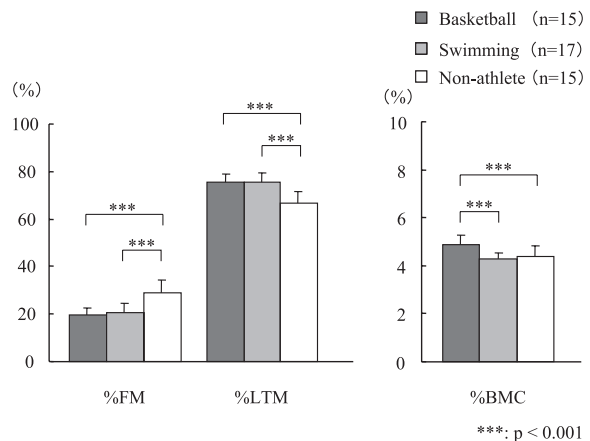 Basketball (n=15)
Swimming (n=17)
Non-athlete (n=15)
(%)
100
80
60
40
20
0
***
***
***
***
%FM
%LTM
(%)
10
8
6
4
2
0
***
***
%BMC
***: p < 0.001